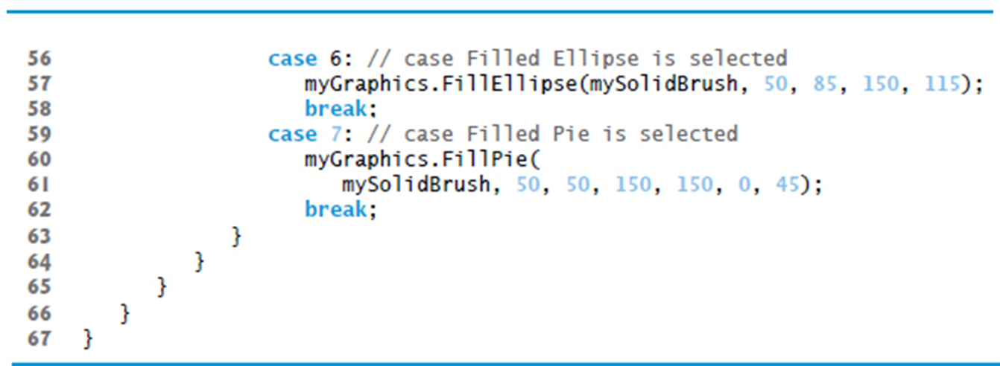 56 case 6: // case Filled Ellipse is selected
57 myGraphics.FillEllipse(mySolidBrush, 50, 85, 150, 115);
58 break;
59 case 7: // case Filled Pie is selected
60 myGraphics.FillPie(
61 mySolidBrush, 50, 50, 150, 150, 0, 45);
62 break;
63 }
64 }
65 }
66 }
67 }